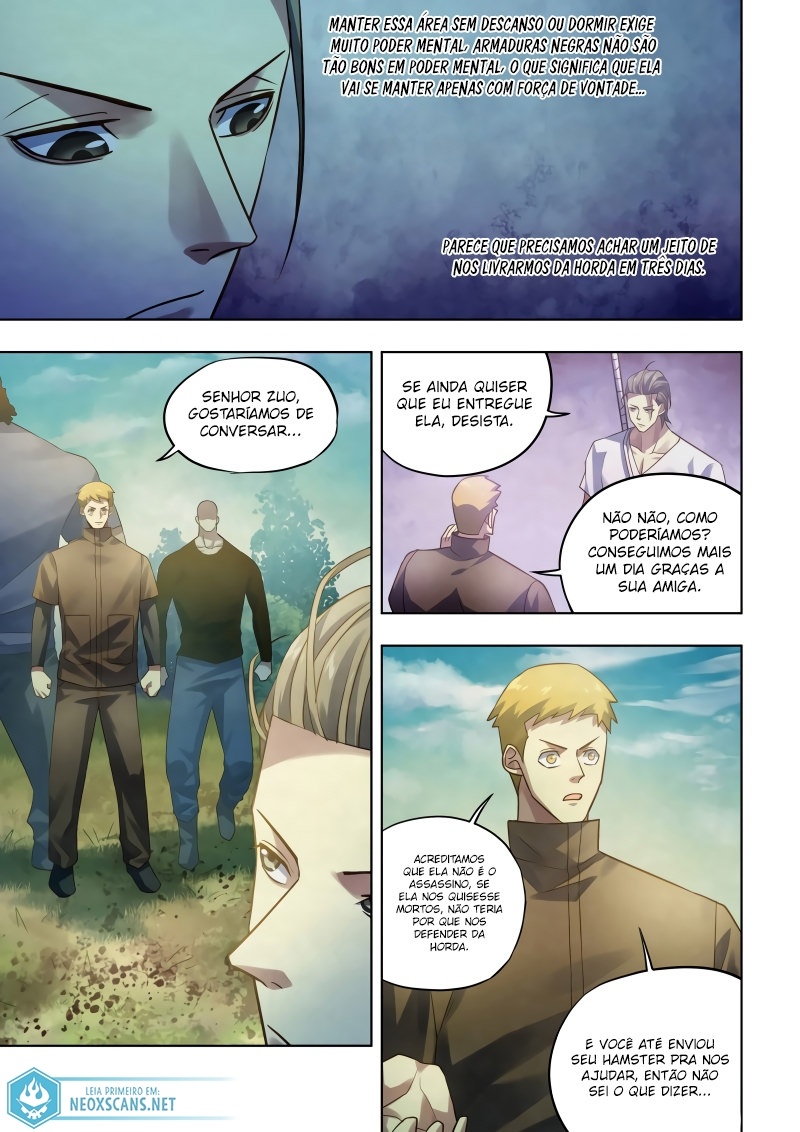 MANTER ESSA ÁREA SEM DESCANSO OU DORMIR EXIGE
MUITO PODER MENTAL, ARMADURAS NEGRAS NÃO SÃO
TÃO BONS EM PODER MENTAL, O QUE SIGNIFICA QUE ELA
VAI SE MANTER APENAS COM FORÇA DE VONTADE...
PARECE QUE PRECISAMOS ACHAR UM JEITO DE
NOS LIVRARMOS DA HORDA EM TRÊS DIAS.
SENHOR ZUO,
GOSTARÍAMOS DE
CONVERSAR...
SE AINDA QUISER
QUE EU ENTREGUE
ELA, DESISTA.
NÃO NÃO, COMO
PODERÍAMOS?
CONSEGUIMOS MAIS
UM DIA GRAÇAS A
SUA AMIGA.
ACREDITAMOS
QUE ELA NÃO É O
ASSASSINO, SE
ELA NOS QUISESSE
MORTOS, NÃO TERIA
POR QUE NOS
DEFENDER DA
HORDA.
E VOCÊ ATÉ ENVIOU
SEU HAMSTER PRA NOS
AJUDAR, ENTÃO NÃO
SEI O QUE DIZER...
LEIA PRIMEIRO EM:
NEOXSCANS.NET